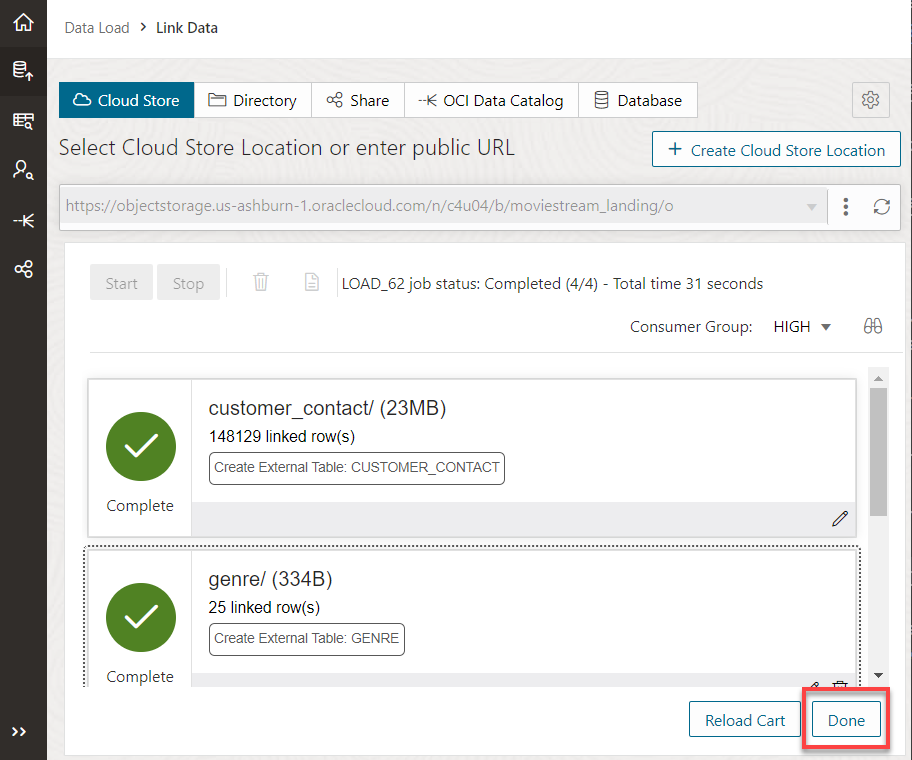 Data Load > Link Data
Cloud Store
Directory
Share
OCI Data Catalog
Database
Select Cloud Store Location or enter public URL
+ Create Cloud Store Location
https://objectstorage.us-ashburn-1.oraclecloud.com/n/c4u04/b/moviestream_landing/o
Start
Stop
LOAD_62 job status: Completed (4/4) - Total time 31 seconds
Consumer Group: HIGH
customer_contact/ (23MB)
148129 linked row(s)
Create External Table: CUSTOMER_CONTACT
Complete
genre/ (334B)
25 linked row(s)
Create External Table: GENRE
Complete
Reload Cart
Done